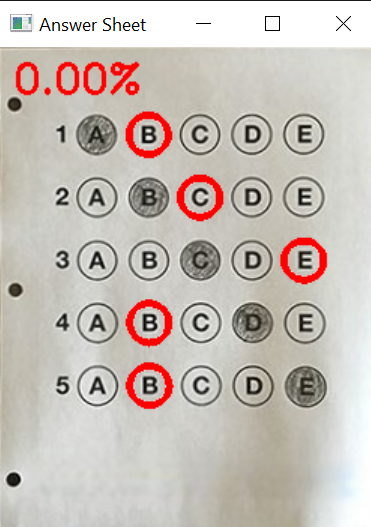 Answer Sheet
0.00%
1 A B C D E
2 A B C D E
3 A B C D E
4 A B C D E
5 A B C D E